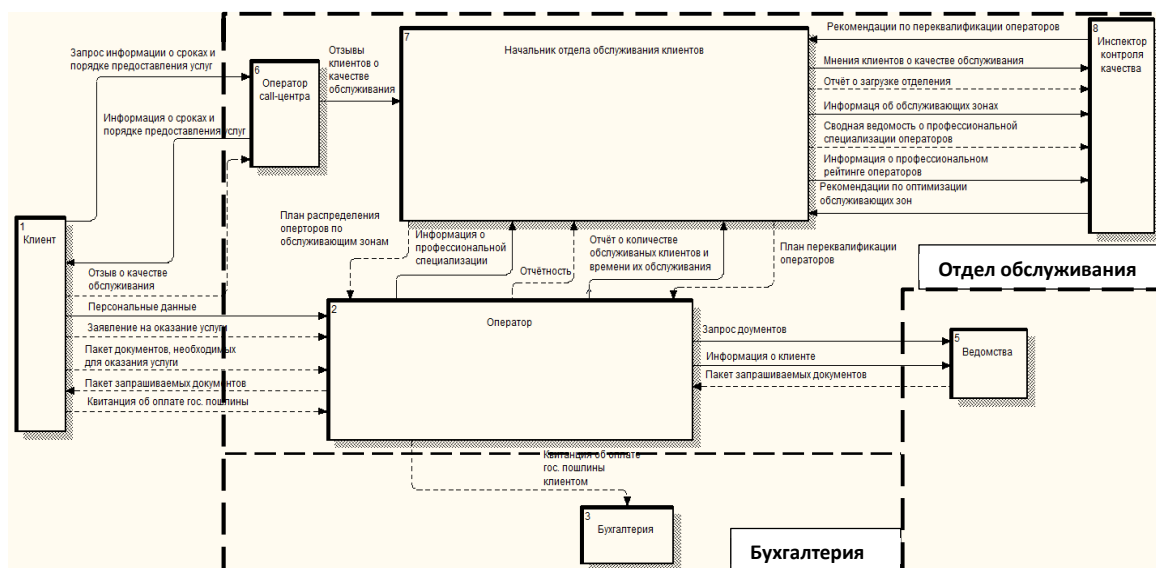 Запрос информации о сроках и
порядке предоставления услуг
6
Оператор
call-центра
Отзывы
клиентов о
качестве
обслуживания
7
Начальник отдела обслуживания клиентов
Рекомендации по переквалификации операторов
8
Инспектор
контроля
качества
Мнения клиентов о качестве обслуживания
Отчёт о загрузке отделения
Информаця об обслуживающих зонах
Сводная ведомость о профессиональной
специализации операторов
Информация о профессиональном
рейтинге операторов
Рекомендации по оптимизации
обслуживающих зон
Информация о сроках и
порядке предоставления услуг
1
Клиент
Отзыв о качестве
обслуживания
План распределения
оперторов по
обслуживающим зонам
Информация о
профессиональной
специализации
Отчётность
Отчёт о количестве
обслуживаных клиентов и
времени их обслуживания
План переквалификации
операторов
Отдел обслуживания
Персональные данные
Заявление на оказание услуги
Пакет документов, необходимых
для оказания услуги
Пакет запрашиваемых документов
Квитанция об оплате гос. пошлины
2
Оператор
Запрос доументов
Информация о клиенте
Пакет запрашиваемых документов
5
Ведомства
Квитанция об оплате
гос. пошлины
клиентом
3
Бухгалтерия
Бухгалтерия